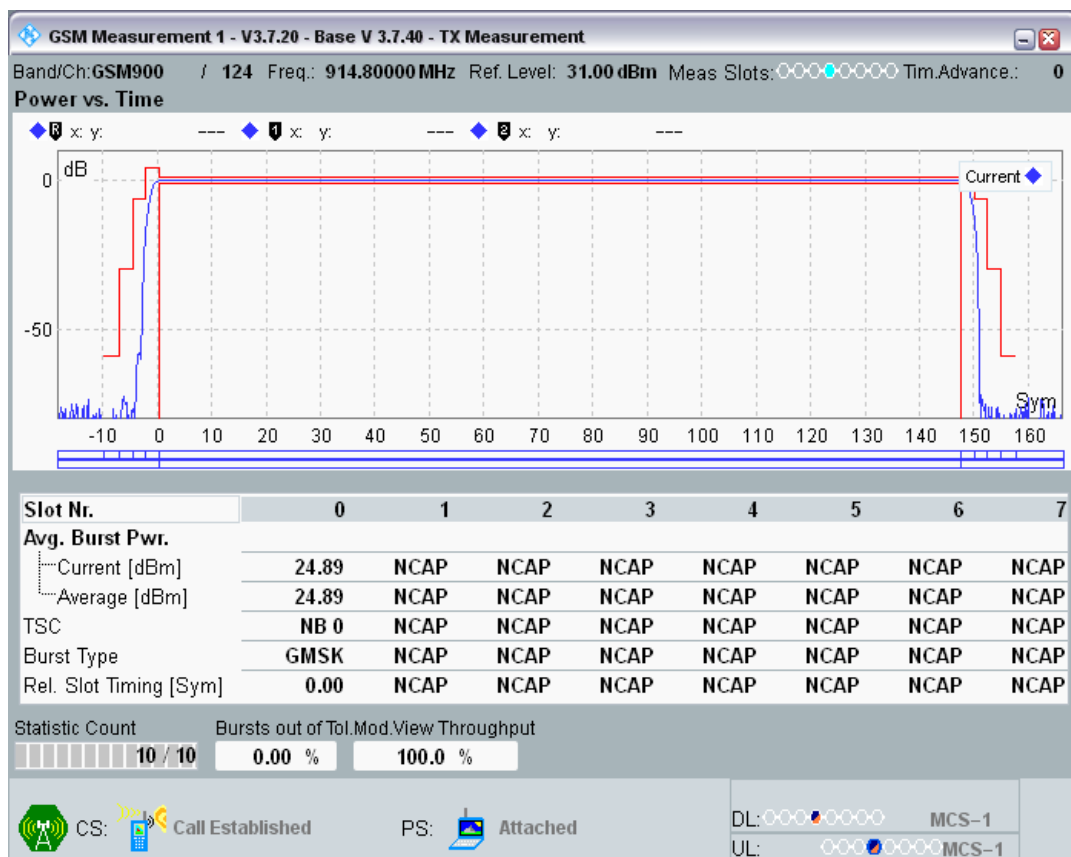 GSM Measurement 1 - V3.7.20 - Base V 3.7.40 - TX Measurement
Band/Ch:GSM900 / 124 Freq.: 914.80000 MHz Ref. Level: 31.00 dBm Meas Slots: Tim.Advance.: 0
Power vs. Time
R x: y: --- 1 x: y: --- 2 x: y: ---
dB
Current
0
-50
Sym
-10 0 10 20 30 40 50 60 70 80 90 100 110 120 130 140 150 160
Slot Nr. 0 1 2 3 4 5 6 7
Avg. Burst Pwr.
Current [dBm] 24.89 NCAP NCAP NCAP NCAP NCAP NCAP NCAP
Average [dBm] 24.89 NCAP NCAP NCAP NCAP NCAP NCAP NCAP
TSC NB 0 NCAP NCAP NCAP NCAP NCAP NCAP NCAP
Burst Type GMSK NCAP NCAP NCAP NCAP NCAP NCAP NCAP
Rel. Slot Timing [Sym] 0.00 NCAP NCAP NCAP NCAP NCAP NCAP NCAP
Statistic Count Bursts out of Tol.Mod.View Throughput
10 / 10 0.00 % 100.0 %
CS: Call Established PS: Attached DL: MCS-1
UL: MCS-1